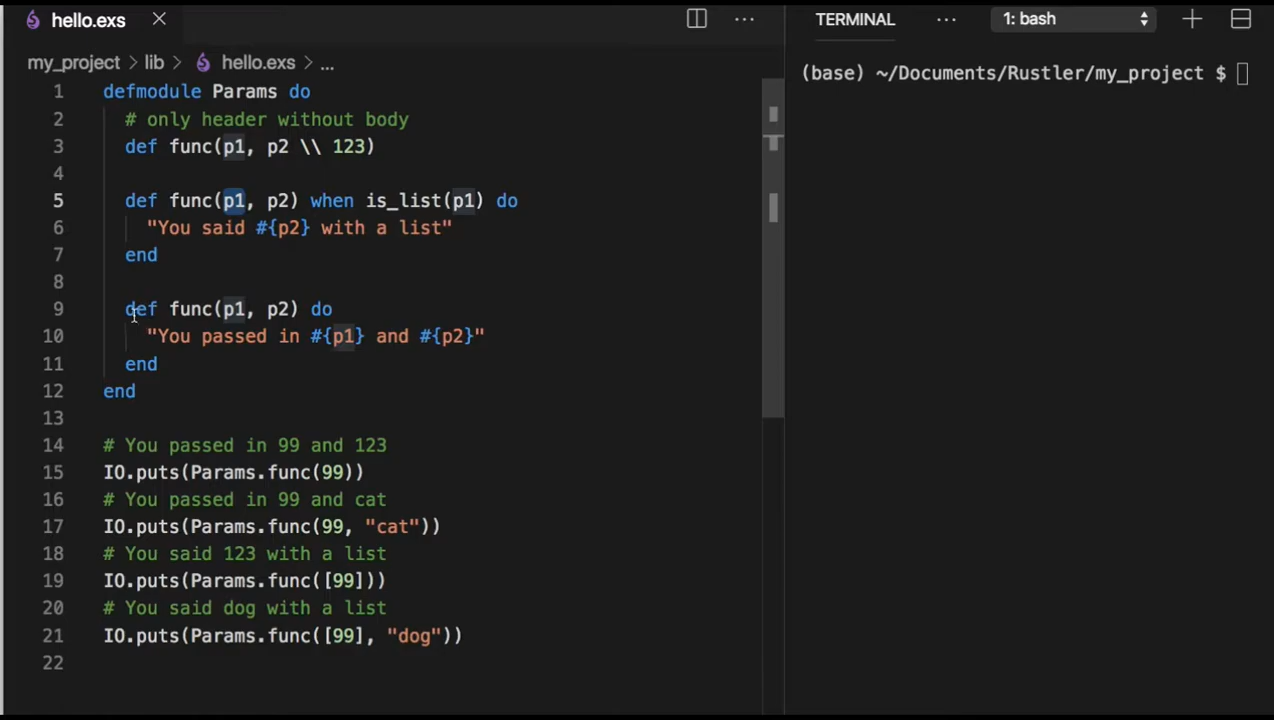 hello.exs
TERMINAL ... 1: bash
my_project > lib > hello.exs > ...
(base) ~/Documents/Rustler/my_project $
1 defmodule Params do
2 # only header without body
3 def func(p1, p2 \\ 123)
4
5 def func(p1, p2) when is_list(p1) do
6 "You said #{p2} with a list"
7 end
8
9 def func(p1, p2) do
10 "You passed in #{p1} and #{p2}"
11 end
12 end
13
14 # You passed in 99 and 123
15 IO.puts(Params.func(99))
16 # You passed in 99 and cat
17 IO.puts(Params.func(99, "cat"))
18 # You said 123 with a list
19 IO.puts(Params.func([99]))
20 # You said dog with a list
21 IO.puts(Params.func([99], "dog"))
22